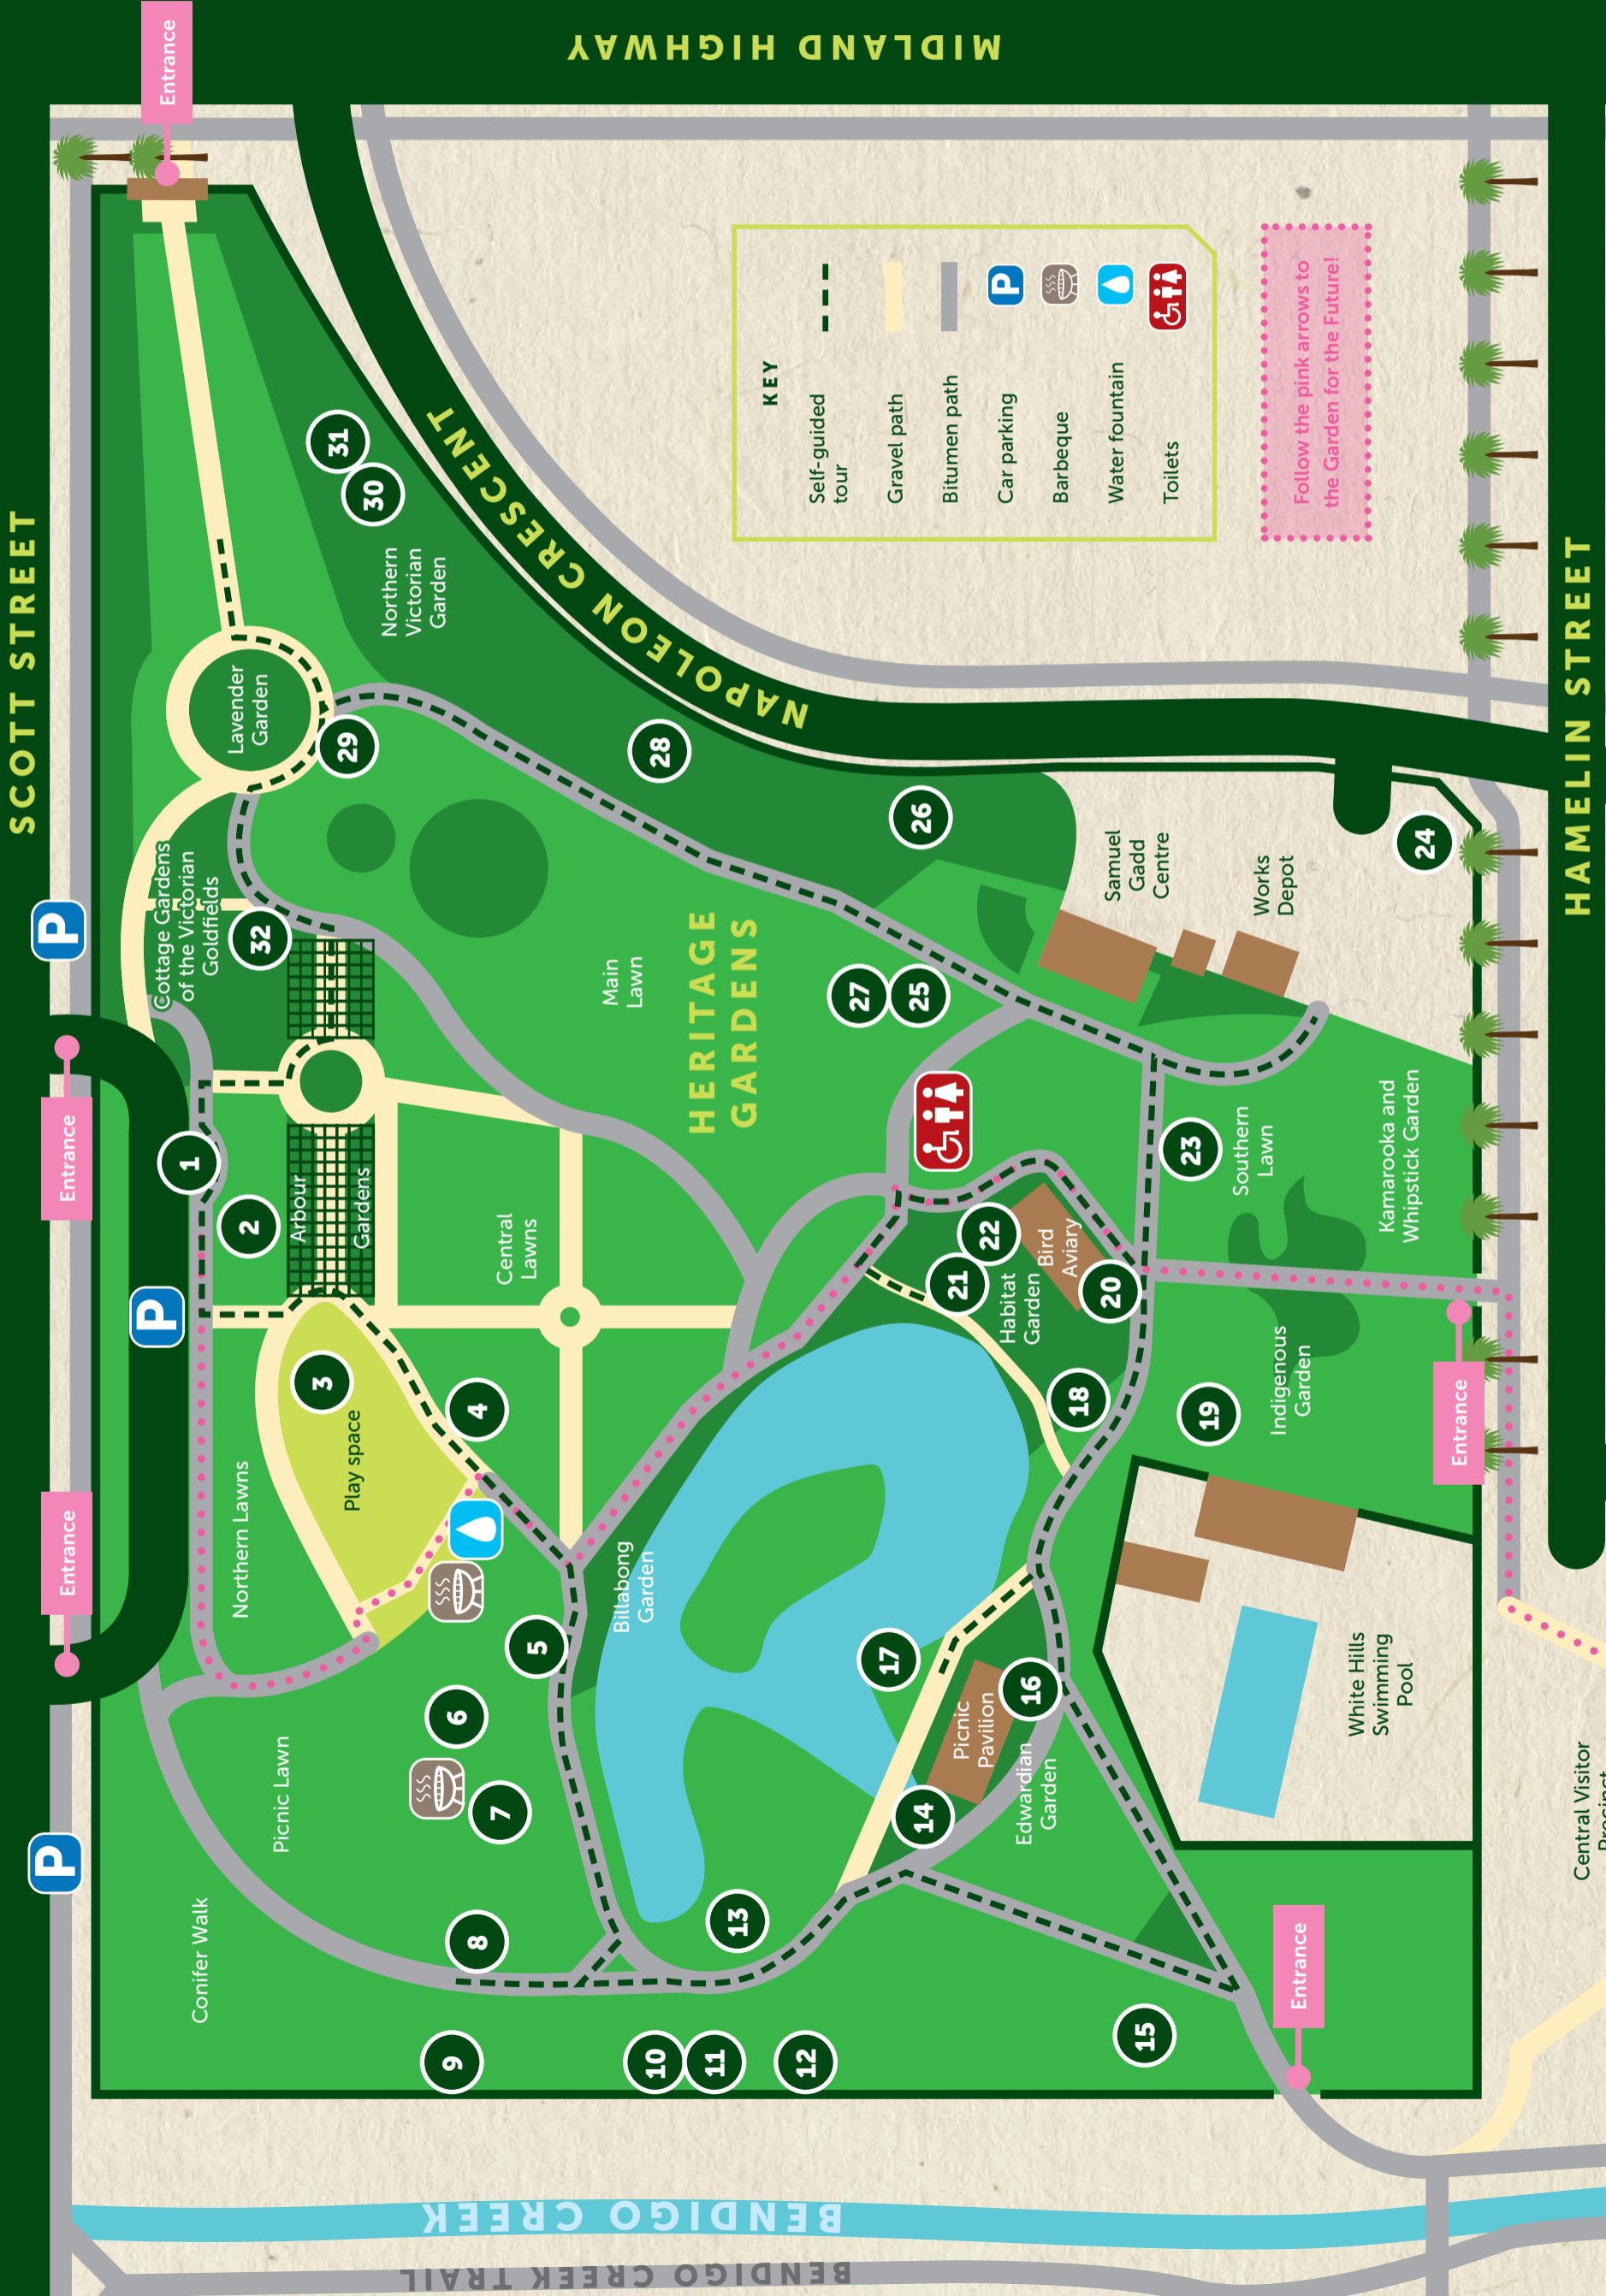 SCOTT STREET
MIDLAND HIGHWAY
NAPOLEON CRESCENT
HAMELIN STREET
BENDIGO CREEK
BENDIGO CREEK TRAIL
Entrance
Entrance
Entrance
Entrance
Entrance
P
P
P
Conifer Walk
Picnic Lawn
Northern Lawns
Play space
Arbour
Gardens
Cottage Gardens
of the Victorian
Goldfields
Lavender
Garden
Northern
Victorian
Garden
Central
Lawns
Main
Lawn
HERITAGE
GARDENS
Billabong
Garden
Habitat
Garden
Bird
Aviary
Picnic
Pavilion
Edwardian
Garden
Samuel
Gadd
Centre
Works
Depot
Southern
Lawn
Kamarooka and
Whipstick Garden
Indigenous
Garden
White Hills
Swimming
Pool
Central Visitor
1
2
3
4
5
6
7
8
9
10
11
12
13
14
15
16
17
18
19
20
21
22
23
24
25
26
27
28
29
30
31
32
KEY
Self-guided
tour
Gravel path
Bitumen path
Car parking
P
Barbeque
Water fountain
Toilets
Follow the pink arrows to
the Garden for the Future!